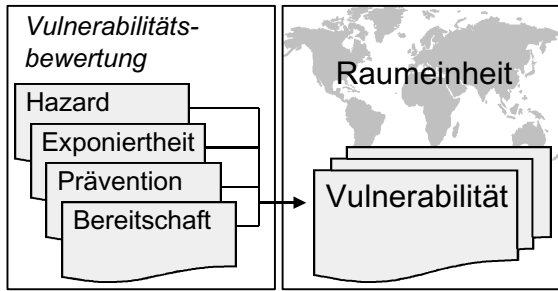 Vulnerabilitäts-
bewertung
Hazard
Exponiertheit
Prävention
Bereitschaft
Raumeinheit
Vulnerabilität